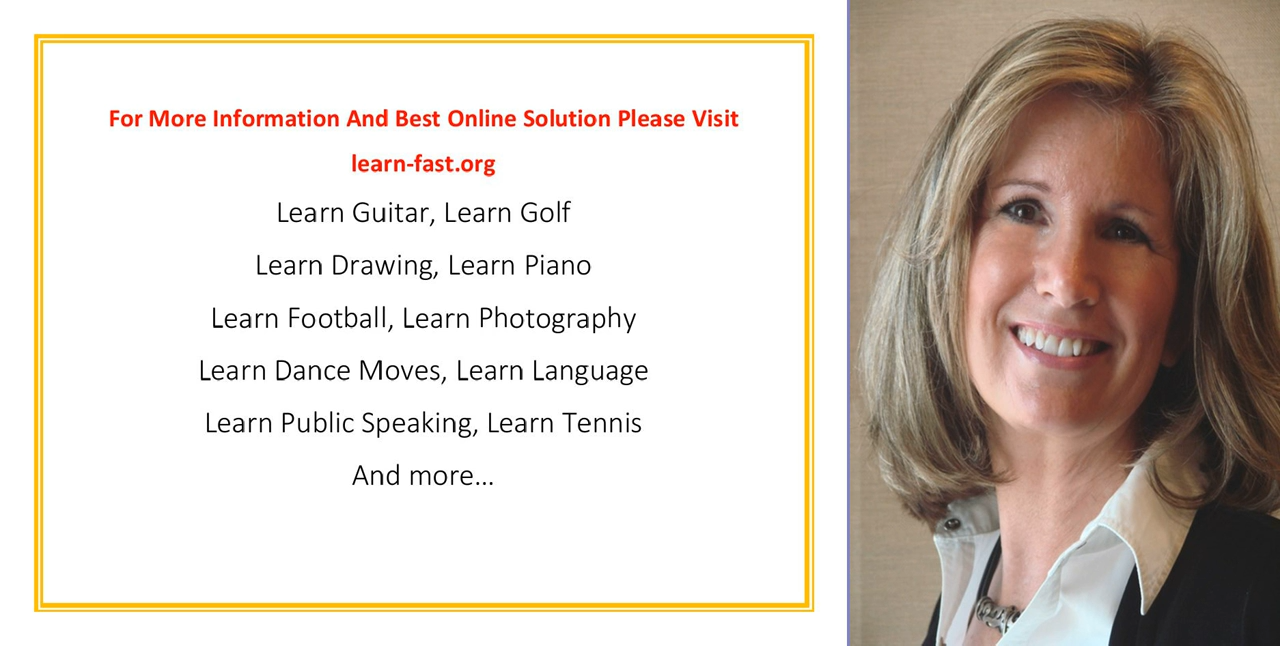 For More Information And Best Online Solution Please Visit
learn-fast.org
Learn Guitar, Learn Golf
Learn Drawing, Learn Piano
Learn Football, Learn Photography
Learn Dance Moves, Learn Language
Learn Public Speaking, Learn Tennis
And more...